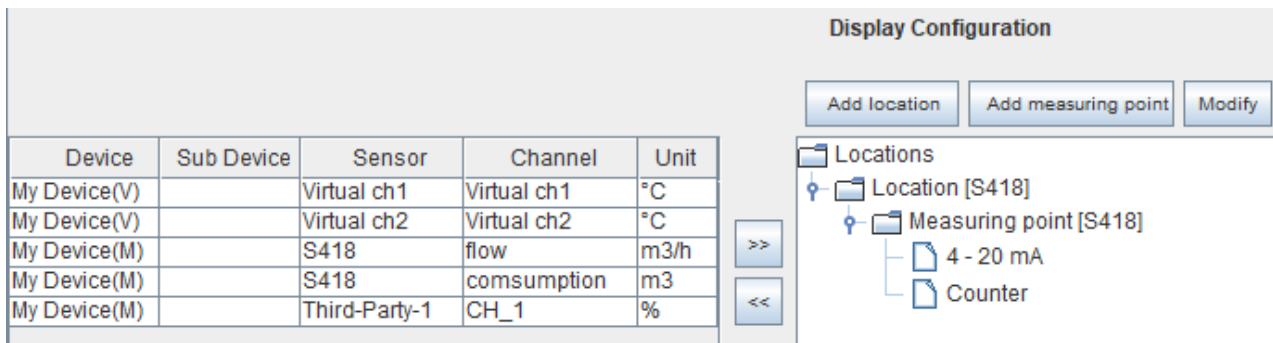 Display Configuration
Add location Add measuring point Modify
Device Sub Device Sensor Channel Unit
My Device(V) Virtual ch1 Virtual ch1 °C
My Device(V) Virtual ch2 Virtual ch2 °C
My Device(M) S418 flow m3/h
My Device(M) S418 comsumption m3
My Device(M) Third-Party-1 CH_1 %
>>
<<
Locations
Location [S418]
Measuring point [S418]
4 - 20 mA
Counter